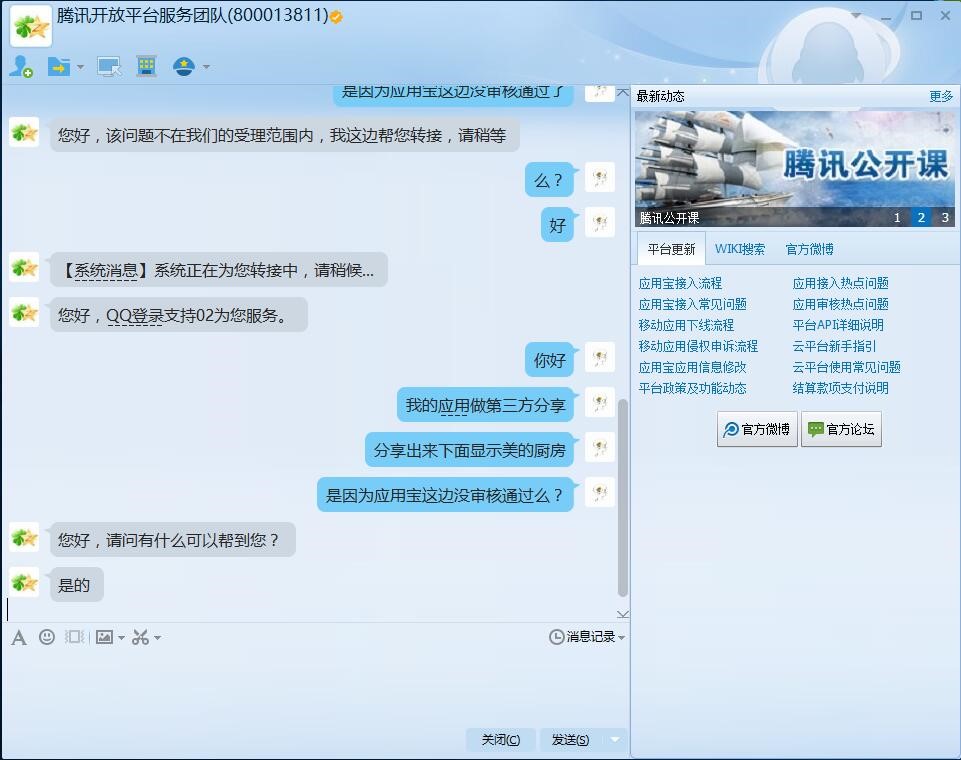 腾讯开放平台服务团队(800013811)
是因为应用宝这边没审核通过了
您好，该问题不在我们的受理范围内，我这边帮您转接，请稍等
么？
好
【系统消息】系统正在为您转接中，请稍候...
您好，QQ登录支持02为您服务。
你好
我的应用做第三方分享
分享出来下面显示美的厨房
是因为应用宝这边没审核通过么？
您好，请问有什么可以帮到您？
是的
消息记录
关闭(C)
发送(S)
最新动态
更多
腾讯公开课
腾讯公开课
1 2 3
平台更新 WIKI搜索 官方微博
应用宝接入流程 应用接入热点问题
应用宝接入常见问题 应用审核热点问题
移动应用下线流程 平台API详细说明
移动应用侵权申诉流程 云平台新手指引
应用宝应用信息修改 云平台使用常见问题
平台政策及功能动态 结算款项支付说明
官方微博 官方论坛